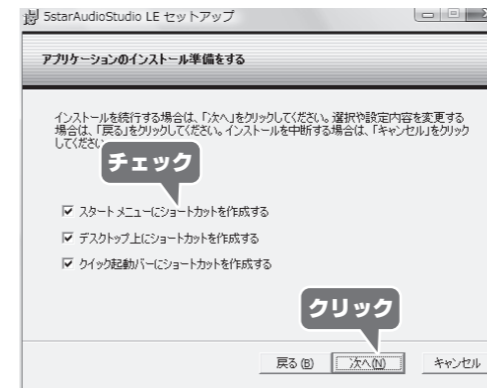 5starAudioStudio LE セットアップ
アプリケーションのインストール準備をする
インストールを続行する場合は、「次へ」をクリックしてください。選択や設定内容を変更する
場合は、「戻る」をクリックしてください。インストールを中断する場合は、「キャンセル」をクリック
してください。
チェック
スタート メニューにショートカットを作成する
デスクトップ上にショートカットを作成する
クイック起動バーにショートカットを作成する
クリック
戻る(B) 次へ(N) キャンセル